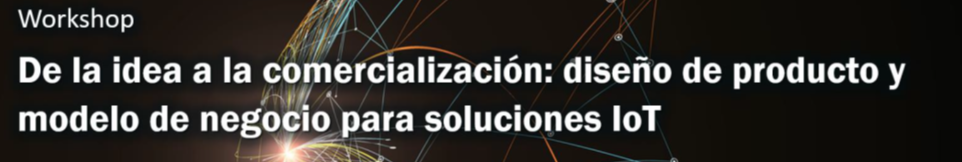 Workshop
De la idea a la comercialización: diseño de producto y
modelo de negocio para soluciones IoT